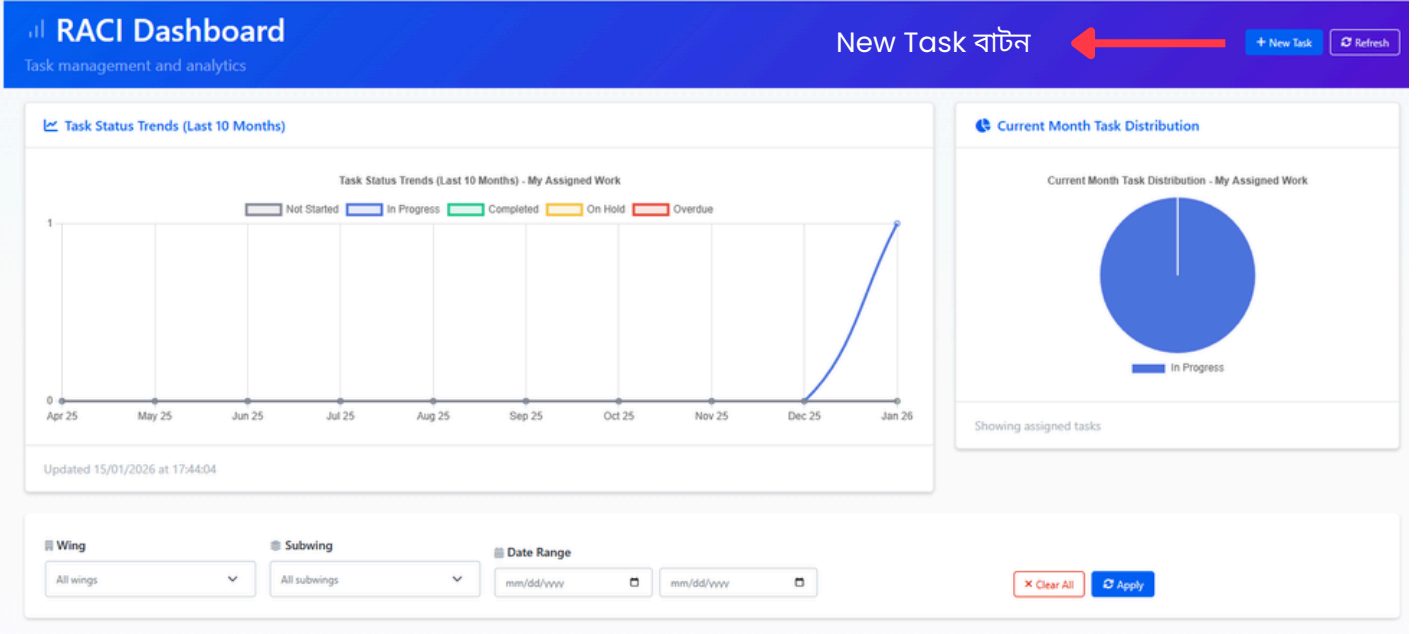 RACI Dashboard
Task management and analytics
New Task বাটন
+ New Task
Refresh
Task Status Trends (Last 10 Months)
Task Status Trends (Last 10 Months) - My Assigned Work
Not Started In Progress Completed On Hold Overdue
1
0
Apr 25 May 25 Jun 25 Jul 25 Aug 25 Sep 25 Oct 25 Nov 25 Dec 25 Jan 26
Updated 15/01/2026 at 17:44:04
Current Month Task Distribution
Current Month Task Distribution - My Assigned Work
In Progress
Showing assigned tasks
Wing
All wings
Subwing
All subwings
Date Range
mm/dd/yyyy mm/dd/yyyy
× Clear All
Apply